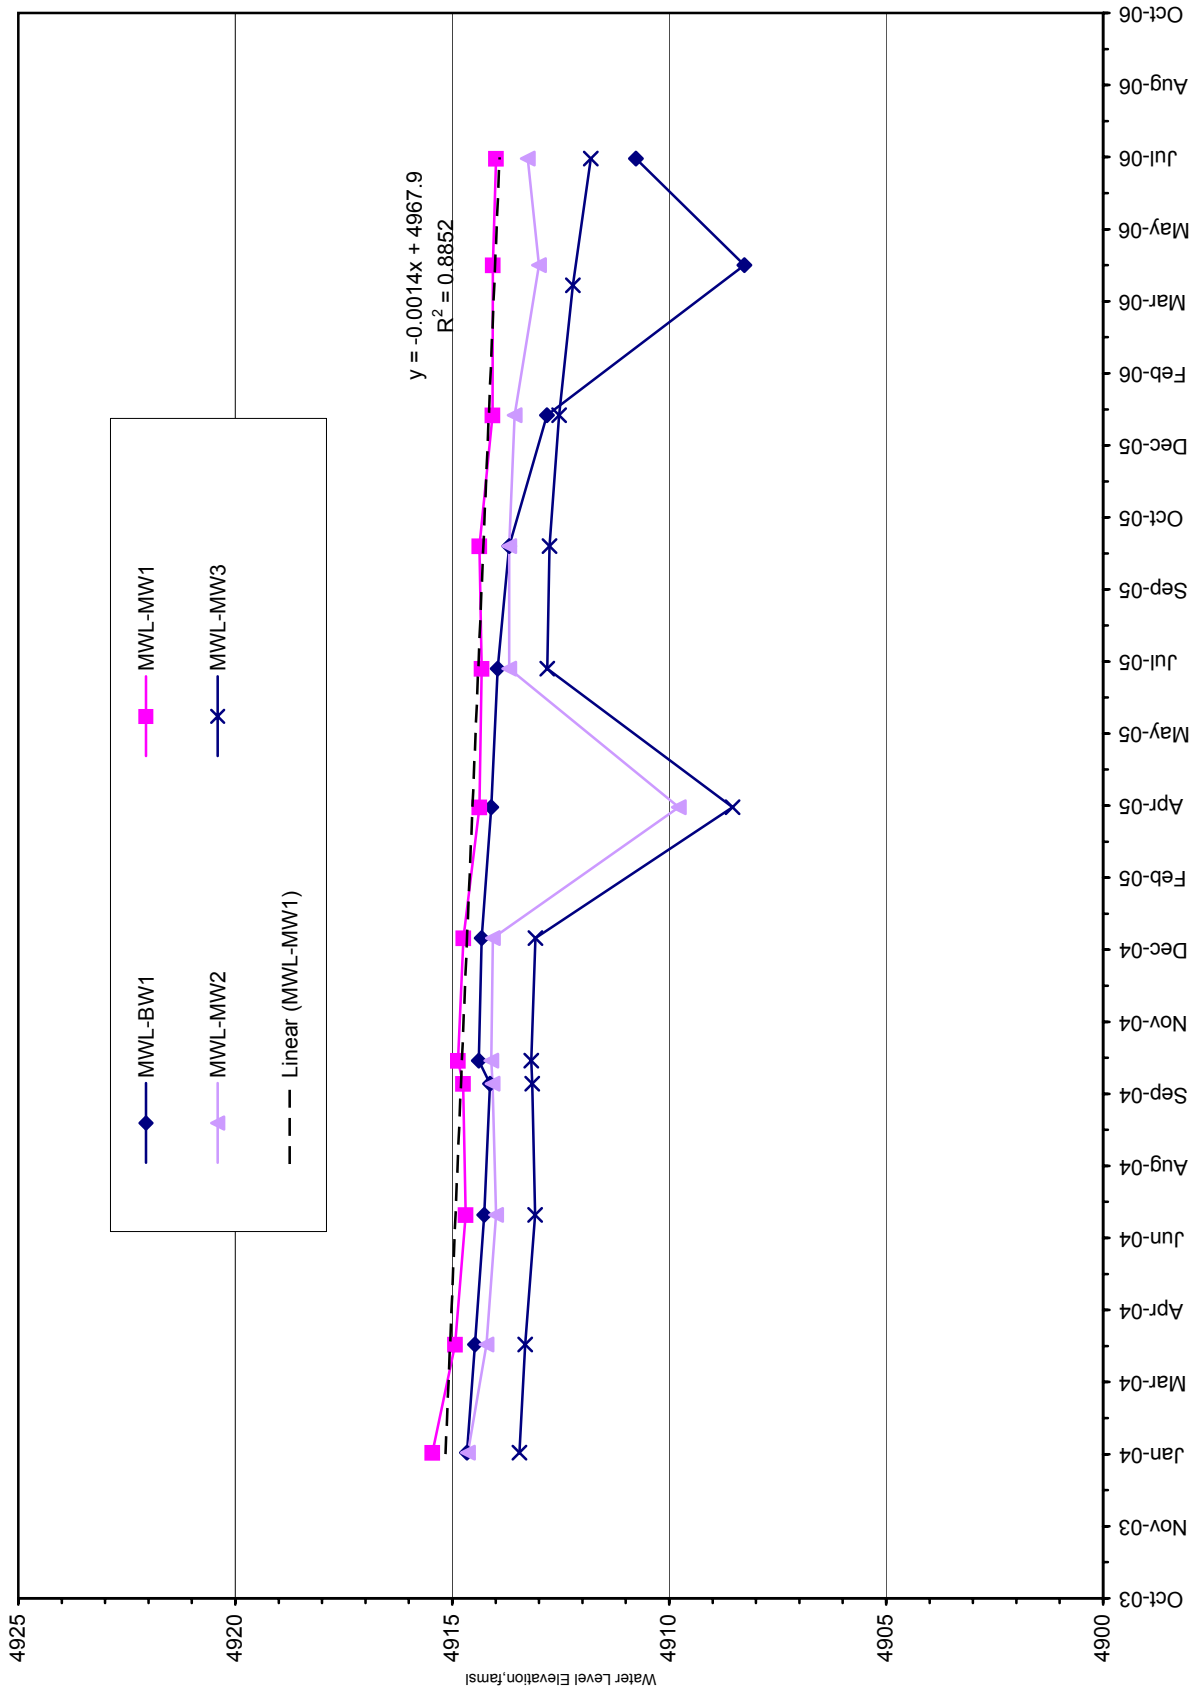 4925
4920
4915
4910
4905
4900
Water Level Elevation,famsl
MWL-BW1
MWL-MW1
MWL-MW2
MWL-MW3
Linear (MWL-MW1)
y = -0.0014x + 4967.9
R² = 0.8852
Oct-03
Nov-03
Jan-04
Mar-04
Apr-04
Jun-04
Aug-04
Sep-04
Nov-04
Dec-04
Feb-05
Apr-05
May-05
Jul-05
Sep-05
Oct-05
Dec-05
Feb-06
Mar-06
May-06
Jul-06
Aug-06
Oct-06